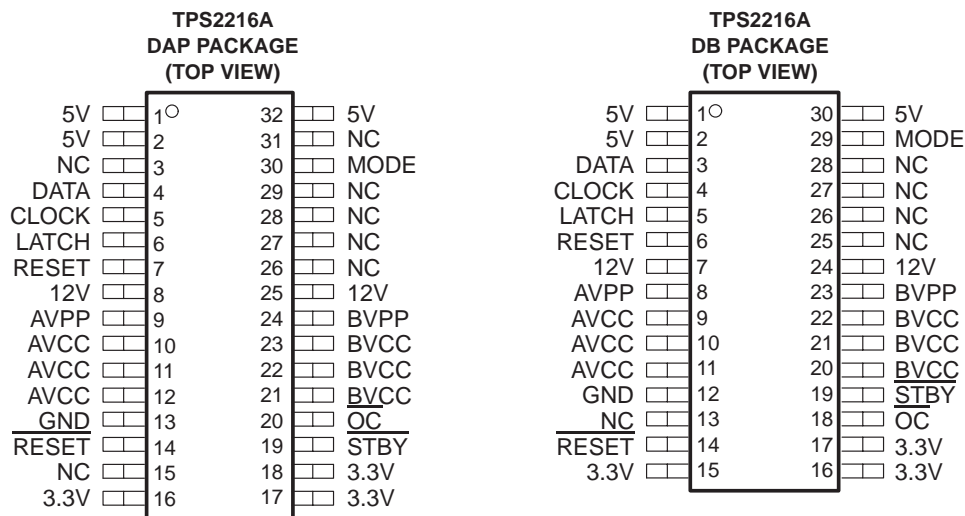 TPS2216A
DAP PACKAGE
(TOP VIEW)
5V 1 32 5V
5V 2 31 NC
NC 3 30 MODE
DATA 4 29 NC
CLOCK 5 28 NC
LATCH 6 27 NC
RESET 7 26 NC
12V 8 25 12V
AVPP 9 24 BVPP
AVCC 10 23 BVCC
AVCC 11 22 BVCC
AVCC 12 21 BVCC
GND 13 20 OC
RESET 14 19 STBY
NC 15 18 3.3V
3.3V 16 17 3.3V
TPS2216A
DB PACKAGE
(TOP VIEW)
5V 1 30 5V
5V 2 29 MODE
DATA 3 28 NC
CLOCK 4 27 NC
LATCH 5 26 NC
RESET 6 25 NC
12V 7 24 12V
AVPP 8 23 BVPP
AVCC 9 22 BVCC
AVCC 10 21 BVCC
AVCC 11 20 BVCC
GND 12 19 STBY
NC 13 18 OC
RESET 14 17 3.3V
3.3V 15 16 3.3V